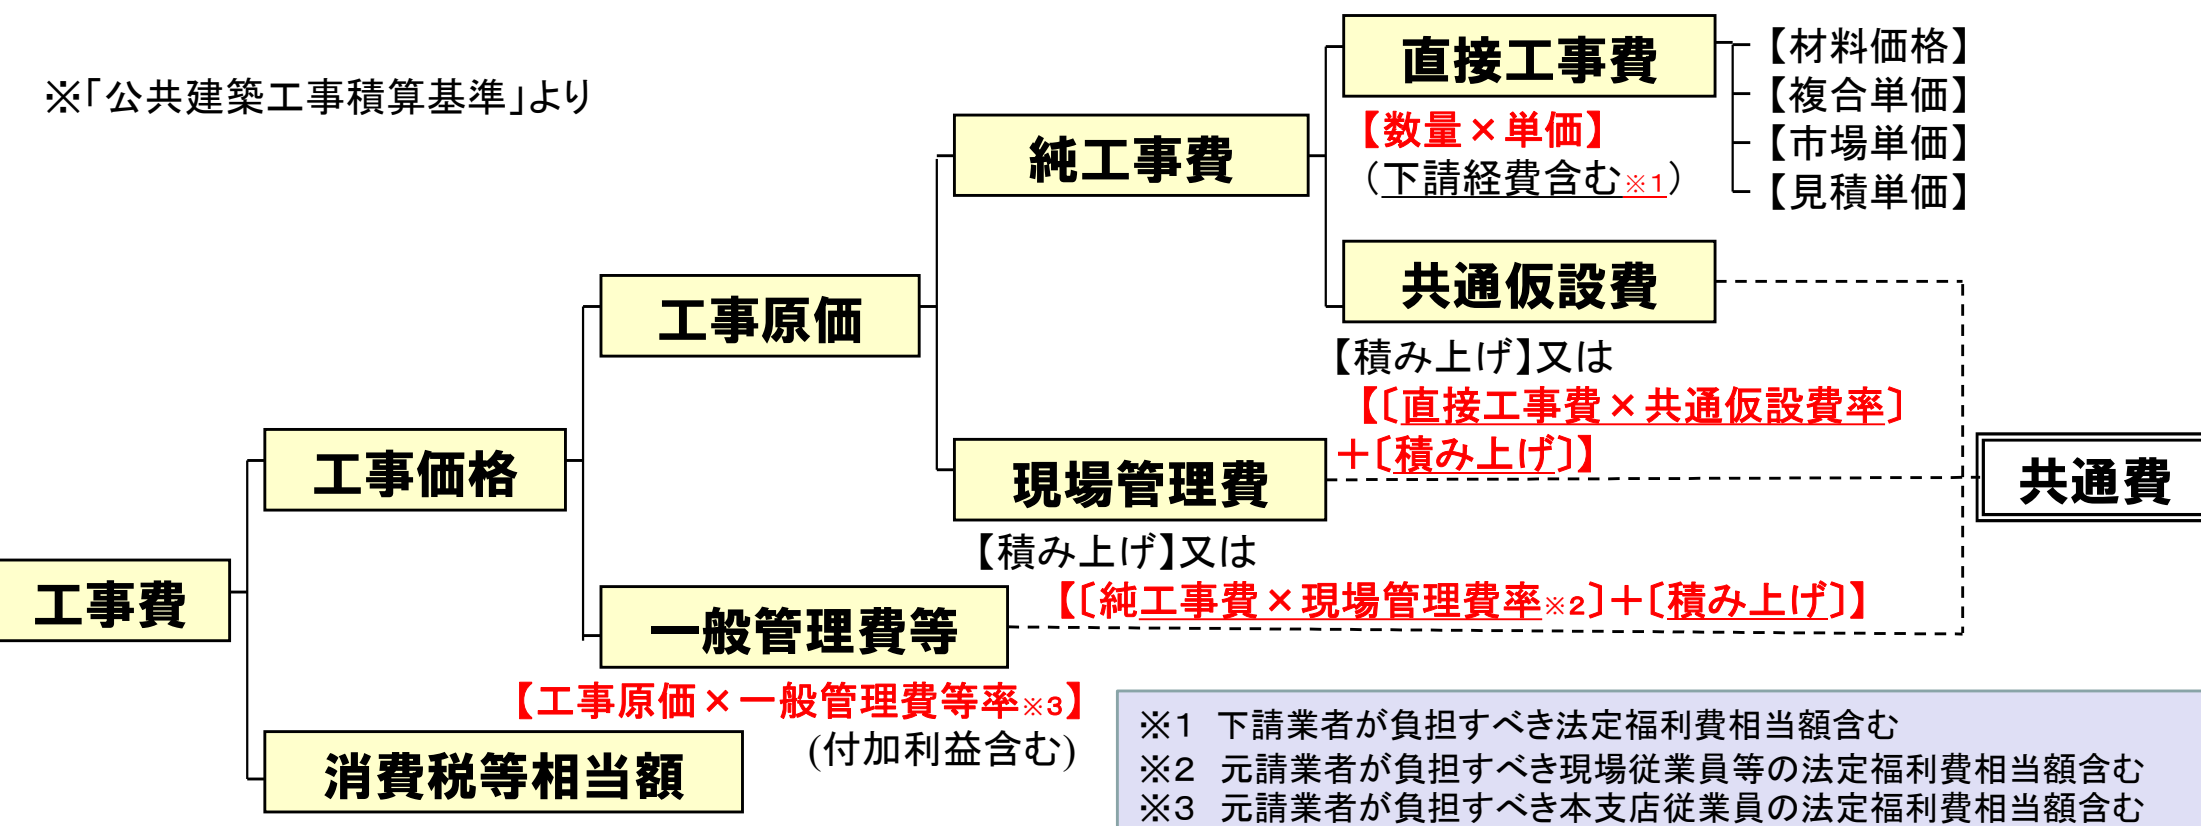 ※「公共建築工事積算基準」より
直接工事費
【材料価格】
【複合単価】
【市場単価】
【見積単価】
【数量×単価】
（下請経費含む※1）
純工事費
共通仮設費
【積み上げ】又は
【〔直接工事費×共通仮設費率〕
＋〔積み上げ〕】
工事原価
現場管理費
【積み上げ】又は
【〔純工事費×現場管理費率※2〕＋〔積み上げ〕】
共通費
工事価格
一般管理費等
【工事原価×一般管理費等率※3】
(付加利益含む)
工事費
消費税等相当額
※1　下請業者が負担すべき法定福利費相当額含む
※2　元請業者が負担すべき現場従業員等の法定福利費相当額含む
※3　元請業者が負担すべき本支店従業員の法定福利費相当額含む